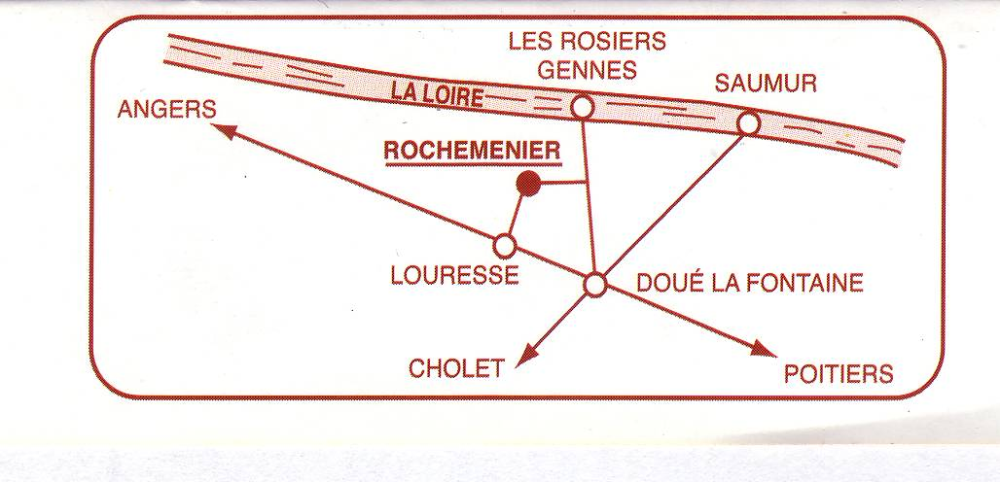 LES ROSIERS
GENNES
SAUMUR
LA LOIRE
ANGERS
ROCHEMENIER
LOURESSE
DOUÉ LA FONTAINE
CHOLET
POITIERS